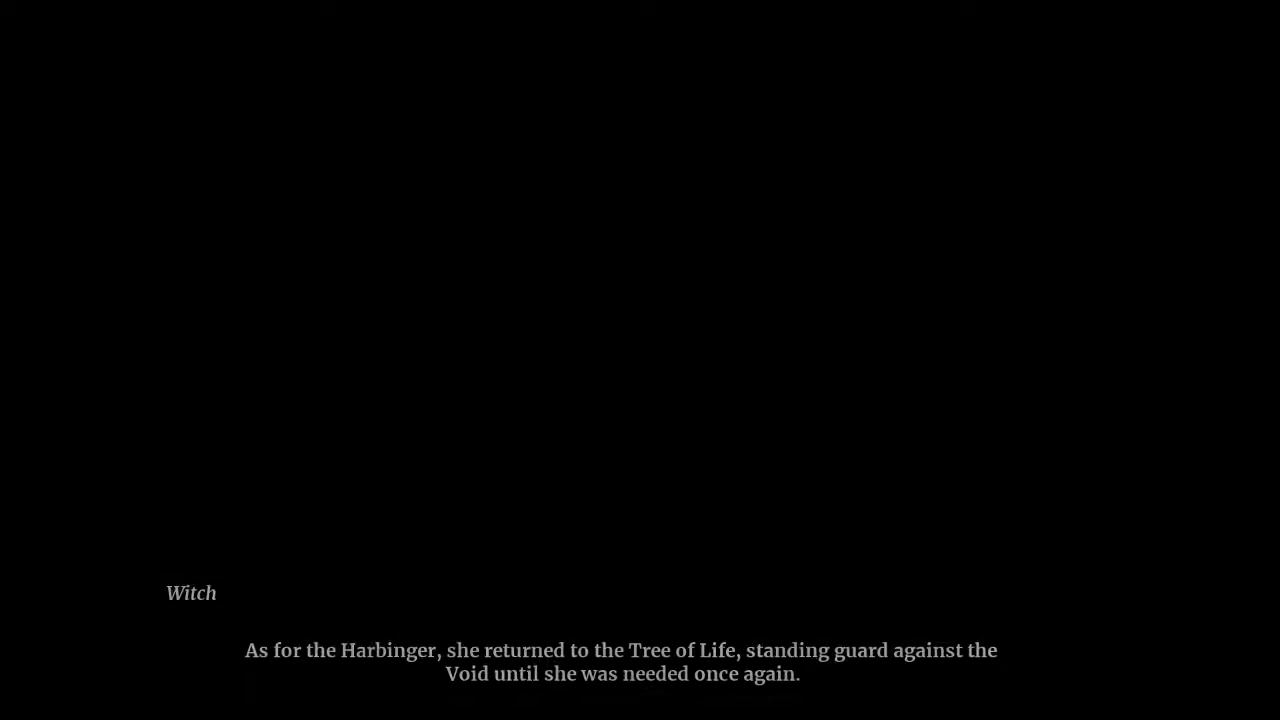 Witch
As for the Harbinger, she returned to the Tree of Life, standing guard against the
Void until she was needed once again.